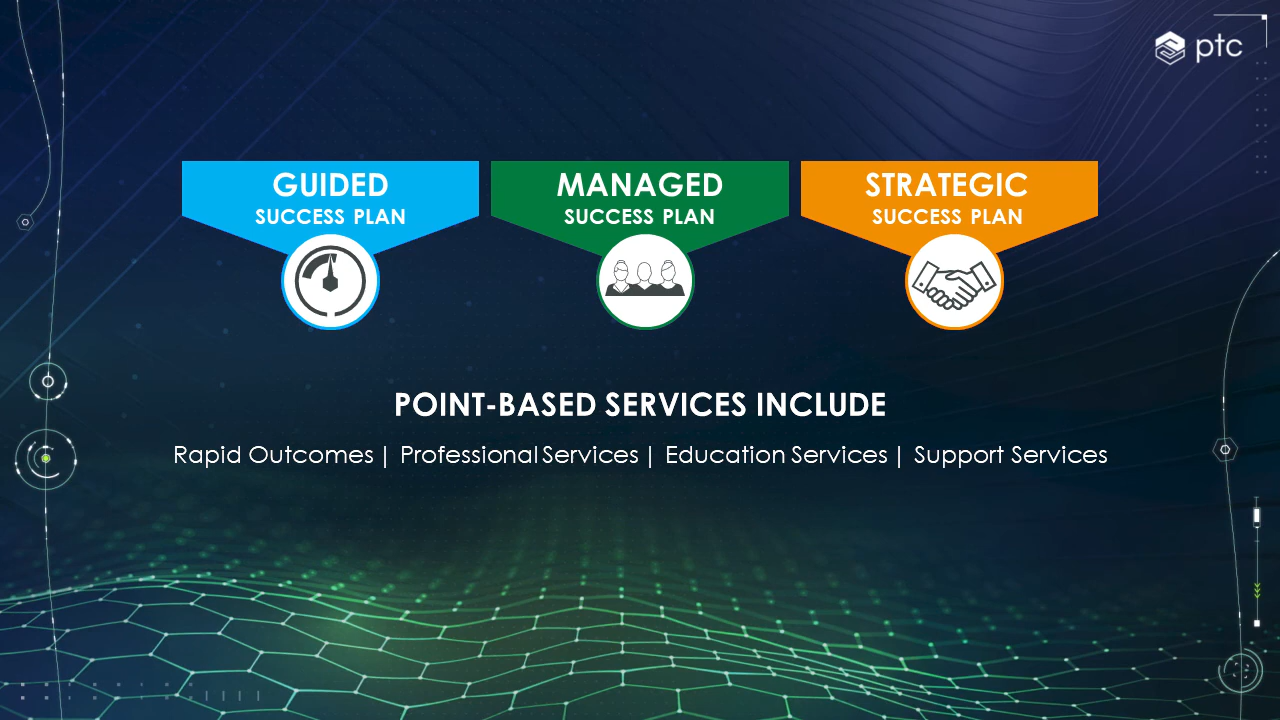 ptc
GUIDED
SUCCESS PLAN
MANAGED
SUCCESS PLAN
STRATEGIC
SUCCESS PLAN
POINT-BASED SERVICES INCLUDE
Rapid Outcomes | Professional Services | Education Services | Support Services